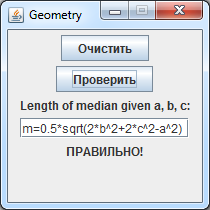 Geometry
Очистить
Проверить
Length of median given a, b, c:
m=0.5*sqrt(2*b^2+2*c^2-a^2)
ПРАВИЛЬНО!